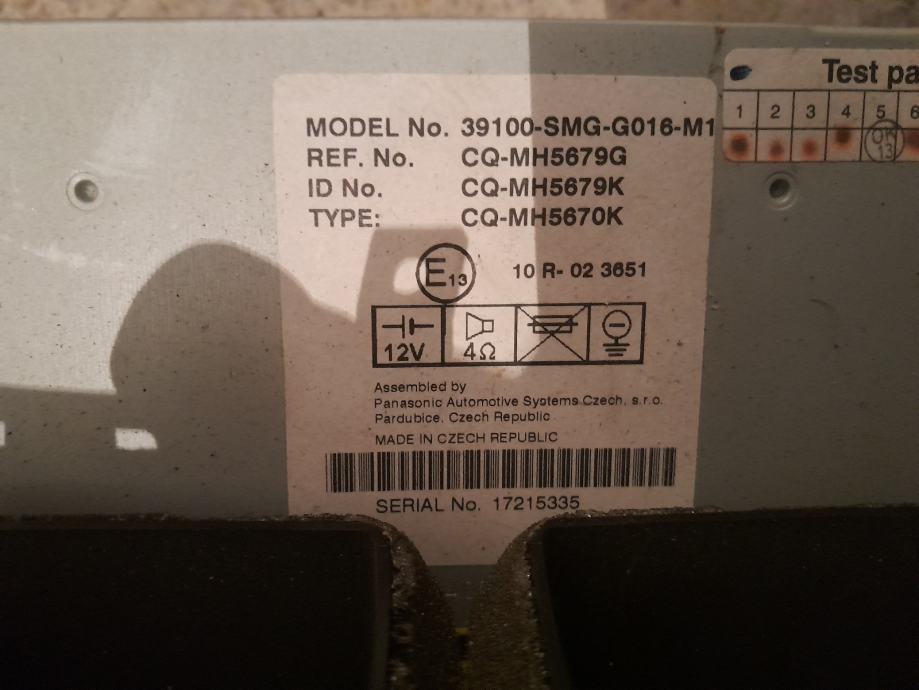 Test pa
1 2 3 4 5 6
OK
13
MODEL No. 39100-SMG-G016-M1
REF. No. CQ-MH5679G
ID No. CQ-MH5679K
TYPE: CQ-MH5670K
E13 10 R- 02 3651
12V 4Ω
Assembled by
Panasonic Automotive Systems Czech, s.r.o.
Pardubice, Czech Republic
MADE IN CZECH REPUBLIC
SERIAL No. 17215335